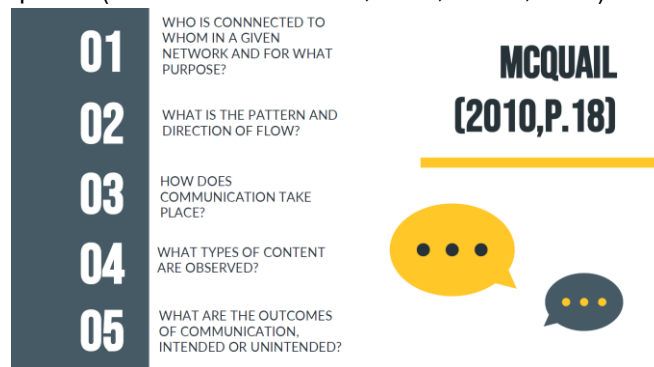 01
WHO IS CONNNECTED TO
WHOM IN A GIVEN
NETWORK AND FOR WHAT
PURPOSE?
02
WHAT IS THE PATTERN AND
DIRECTION OF FLOW?
03
HOW DOES
COMMUNICATION TAKE
PLACE?
04
WHAT TYPES OF CONTENT
ARE OBSERVED?
05
WHAT ARE THE OUTCOMES
OF COMMUNICATION,
INTENDED OR UNINTENDED?
MCQUAIL
(2010,P.18)